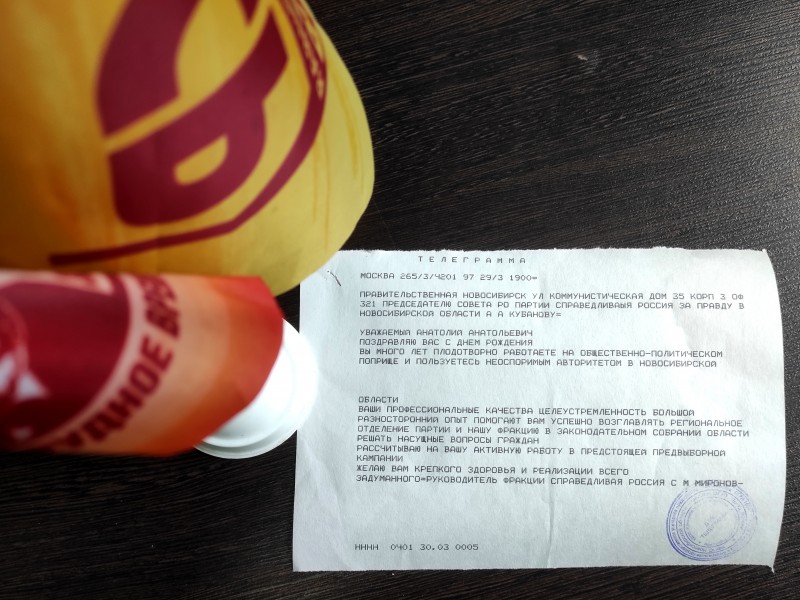 ТЕЛЕГРАММА
МОСКВА 265/3/4201 97 29/3 1900=
ПРАВИТЕЛЬСТВЕННАЯ НОВОСИБИРСК УЛ КОММУНИСТИЧЕСКАЯ ДОМ 35 КОРП 3 ОФ
321 ПРЕДСЕДАТЕЛЮ СОВЕТА РО ПАРТИИ СПРАВЕДЛИВАЫЯ РОССИЯ ЗА ПРАВДУ В
НОВОСИБИРСКОЙ ОБЛАСТИ А А КУБАНОВУ=
УВАЖАЕМЫЙ АНАТОЛИЙ АНАТОЛЬЕВИЧ
ПОЗДРАВЛЯЮ ВАС С ДНЕМ РОЖДЕНИЯ
ВЫ МНОГО ЛЕТ ПЛОДОТВОРНО РАБОТАЕТЕ НА ОБЩЕСТВЕННО-ПОЛИТИЧЕСКОМ
ПОПРИЩЕ И ПОЛЬЗУЕТЕСЬ НЕОСПОРИМЫМ АВТОРИТЕТОМ В НОВОСИБИРСКОЙ
ОБЛАСТИ
ВАШИ ПРОФЕССИОНАЛЬНЫЕ КАЧЕСТВА ЦЕЛЕУСТРЕМЛЕННОСТЬ БОЛЬШОЙ
РАЗНОСТОРОННИЙ ОПЫТ ПОМОГАЮТ ВАМ УСПЕШНО ВОЗГЛАВЛЯТЬ РЕГИОНАЛЬНОЕ
ОТДЕЛЕНИЕ ПАРТИИ И НАШУ ФРАКЦИЮ В ЗАКОНОДАТЕЛЬНОМ СОБРАНИИ ОБЛАСТИ
РЕШАТЬ НАСУЩНЫЕ ВОПРОСЫ ГРАЖДАН
РАССЧИТЫВАЮ НА ВАШУ АКТИВНУЮ РАБОТУ В ПРЕДСТОЯЩЕЙ ПРЕДВЫБОРНОЙ
КАМПАНИИ
ЖЕЛАЮ ВАМ КРЕПКОГО ЗДОРОВЬЯ И РЕАЛИЗАЦИИ ВСЕГО
ЗАДУМАННОГО=РУКОВОДИТЕЛЬ ФРАКЦИИ СПРАВЕДЛИВАЯ РОССИЯ С М МИРОНОВ-
НННН 0401 30.03 0005